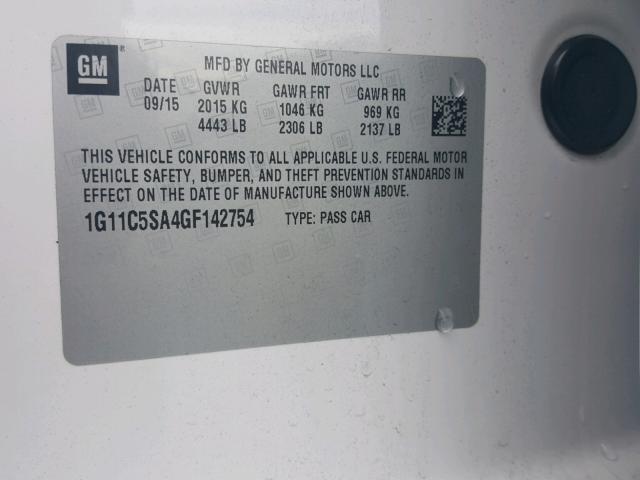 GM
MFD BY GENERAL MOTORS LLC
DATE GVWR GAWR FRT GAWR RR
09/15 2015 KG 1046 KG 969 KG
4443 LB 2306 LB 2137 LB
THIS VEHICLE CONFORMS TO ALL APPLICABLE U.S. FEDERAL MOTOR
VEHICLE SAFETY, BUMPER, AND THEFT PREVENTION STANDARDS IN
EFFECT ON THE DATE OF MANUFACTURE SHOWN ABOVE.
1G11C5SA4GF142754 TYPE: PASS CAR